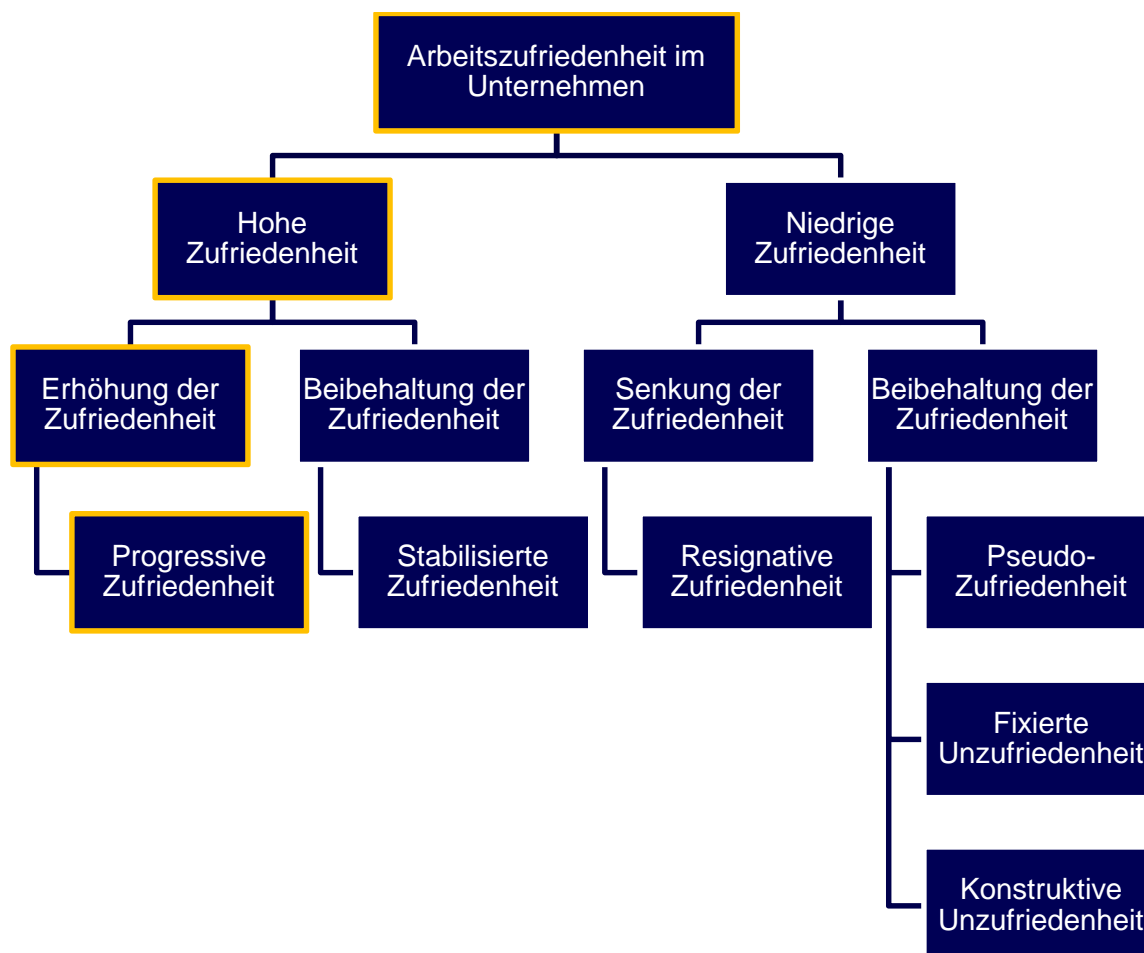 Arbeitszufriedenheit im
Unternehmen
Hohe
Zufriedenheit
Niedrige
Zufriedenheit
Erhöhung der
Zufriedenheit
Beibehaltung der
Zufriedenheit
Senkung der
Zufriedenheit
Beibehaltung der
Zufriedenheit
Progressive
Zufriedenheit
Stabilisierte
Zufriedenheit
Resignative
Zufriedenheit
Pseudo-
Zufriedenheit
Fixierte
Unzufriedenheit
Konstruktive
Unzufriedenheit